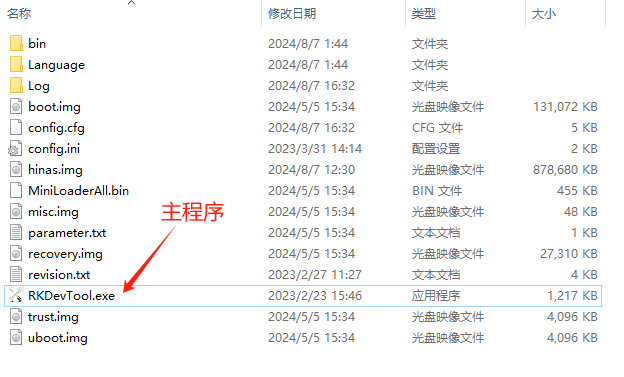 名称 修改日期 类型 大小
bin 2024/8/7 1:44 文件夹
Language 2024/8/7 1:44 文件夹
Log 2024/8/7 16:32 文件夹
boot.img 2024/5/5 15:34 光盘映像文件 131,072 KB
config.cfg 2024/8/7 16:32 CFG 文件 5 KB
config.ini 2023/3/31 14:14 配置设置 2 KB
hinas.img 2024/8/7 12:30 光盘映像文件 878,680 KB
MiniLoaderAll.bin 2024/5/5 15:34 BIN 文件 455 KB
misc.img 2024/5/5 15:34 光盘映像文件 48 KB
主程序
parameter.txt 2024/5/5 15:34 文本文档 1 KB
recovery.img 2024/5/5 15:34 光盘映像文件 27,310 KB
revision.txt 2023/2/27 11:27 文本文档 4 KB
RKDevTool.exe 2023/2/23 15:46 应用程序 1,217 KB
trust.img 2024/5/5 15:34 光盘映像文件 4,096 KB
uboot.img 2024/5/5 15:34 光盘映像文件 4,096 KB